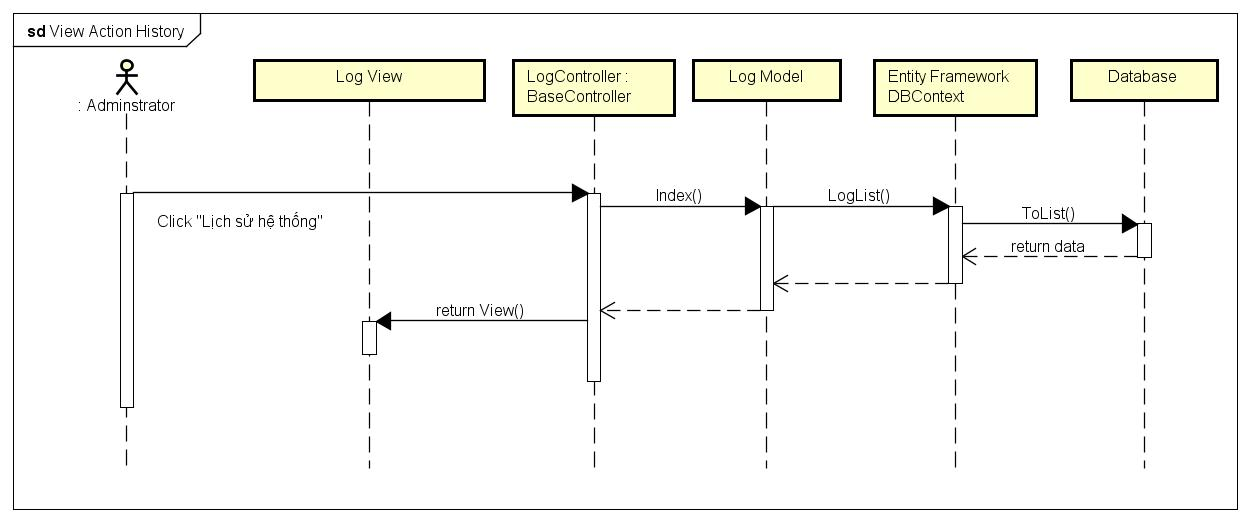 sd View Action History
: Adminstrator
Log View
LogController :
BaseController
Log Model
Entity Framework
DBContext
Database
Click "Lịch sử hệ thống"
Index()
LogList()
ToList()
return data
return View()